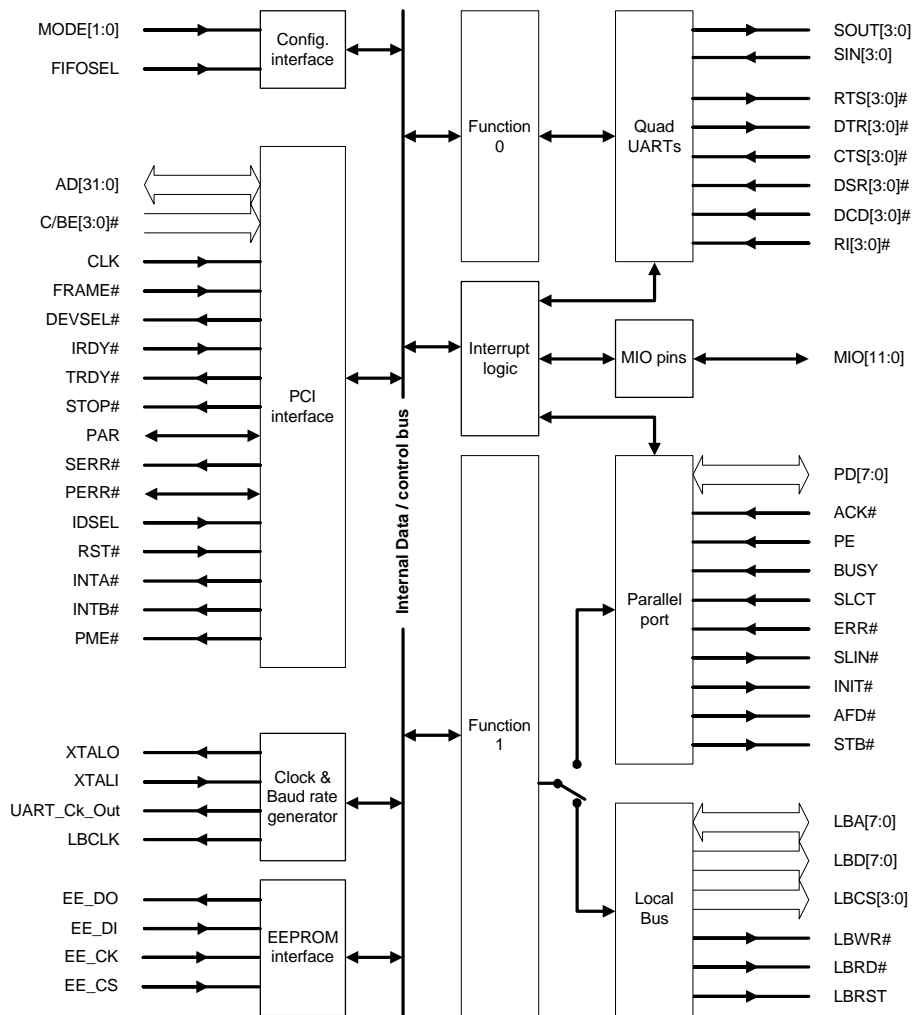 MODE[1:0]
FIFOSEL
Config.
interface
AD[31:0]
C/BE[3:0]#
CLK
FRAME#
DEVSEL#
IRDY#
TRDY#
STOP#
PAR
SERR#
PERR#
IDSEL
RST#
INTA#
INTB#
PME#
PCI
interface
XTALO
XTALI
UART_Ck_Out
LBCLK
Clock &
Baud rate
generator
EE_DO
EE_DI
EE_CK
EE_CS
EEPROM
interface
Internal Data / control bus
Function
0
Interrupt
logic
Function
1
Quad
UARTs
SOUT[3:0]
SIN[3:0]
RTS[3:0]#
DTR[3:0]#
CTS[3:0]#
DSR[3:0]#
DCD[3:0]#
RI[3:0]#
MIO pins
MIO[11:0]
Parallel
port
PD[7:0]
ACK#
PE
BUSY
SLCT
ERR#
SLIN#
INIT#
AFD#
STB#
Local
Bus
LBA[7:0]
LBD[7:0]
LBCS[3:0]
LBWR#
LBRD#
LBRST